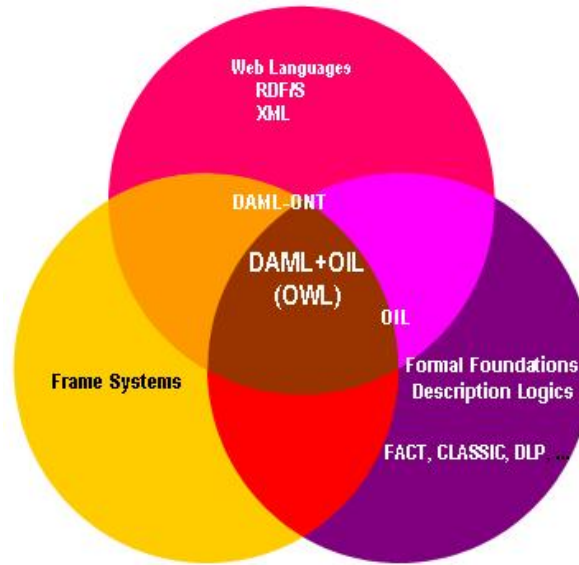 Web Languages
RDF/S
XML
DAML-ONT
DAML+OIL
(OWL)
OIL
Frame Systems
Formal Foundations
Description Logics
FACT, CLASSIC, DLP, ...